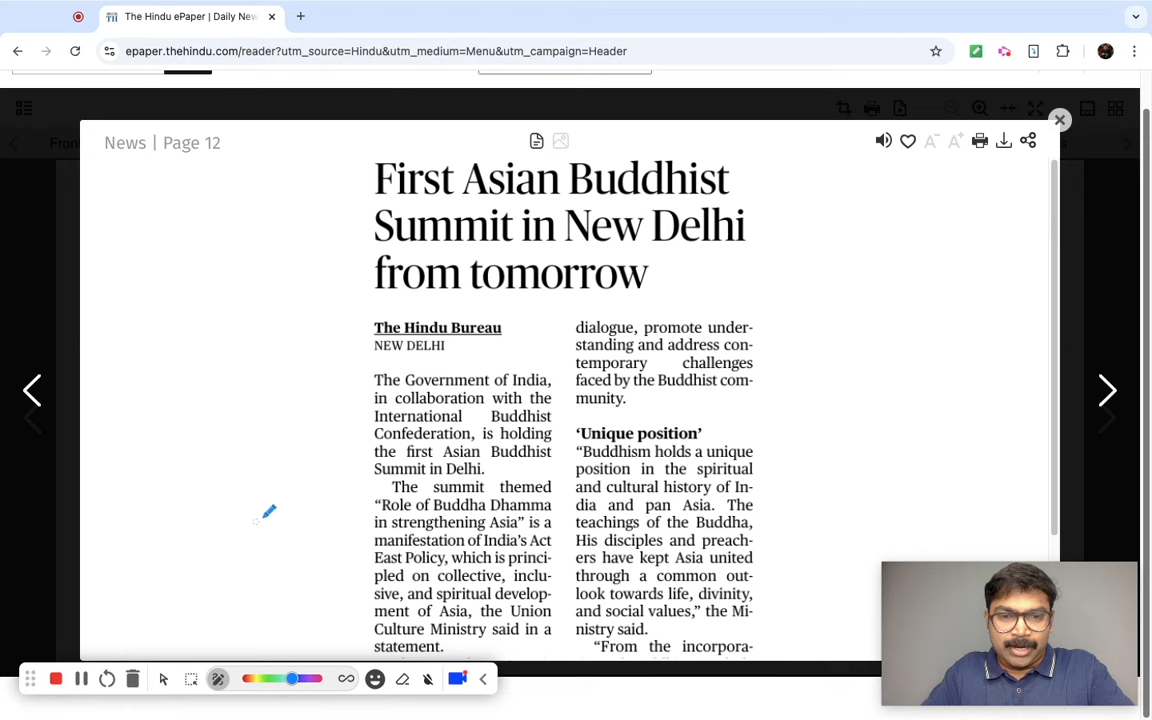 The Hindu ePaper | Daily New
epaper.thehindu.com/reader?utm_source=Hindu&utm_medium=Menu&utm_campaign=Header
News | Page 12
First Asian Buddhist
Summit in New Delhi
from tomorrow
The Hindu Bureau
NEW DELHI
The Government of India,
in collaboration with the
International Buddhist
Confederation, is holding
the first Asian Buddhist
Summit in Delhi.
The summit themed
“Role of Buddha Dhamma
in strengthening Asia” is a
manifestation of India’s Act
East Policy, which is princi-
pled on collective, inclu-
sive, and spiritual develop-
ment of Asia, the Union
Culture Ministry said in a
statement.
dialogue, promote under-
standing and address con-
temporary challenges
faced by the Buddhist com-
munity.
‘Unique position’
“Buddhism holds a unique
position in the spiritual
and cultural history of In-
dia and pan Asia. The
teachings of the Buddha,
His disciples and preach-
ers have kept Asia united
through a common out-
look towards life, divinity,
and social values,” the Mi-
nistry said.
“From the incorpora-